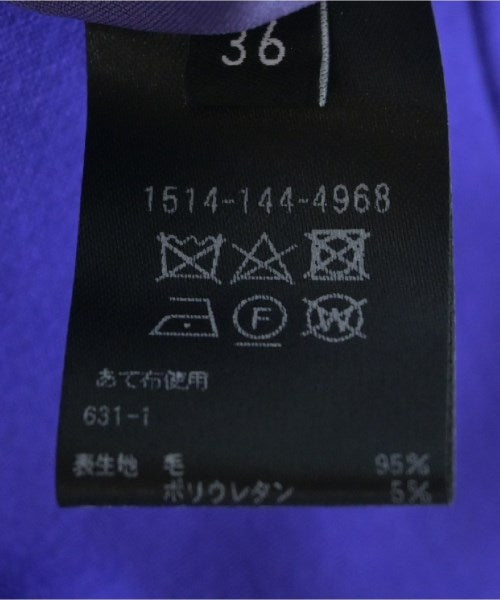 36
1514-144-4968
F
W
あて布使用
631-1
表生地 毛 95%
ポリウレタン 5%